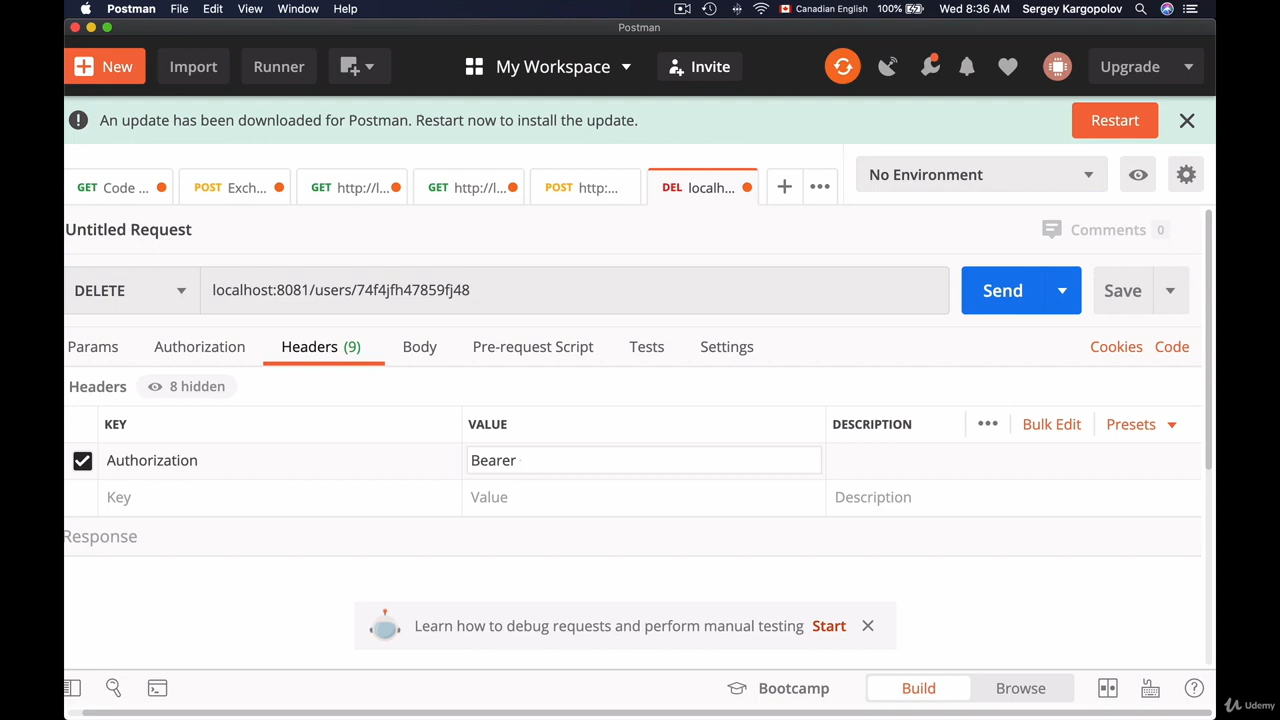 Postman File Edit View Window Help Canadian English 100% Wed 8:36 AM Sergey Kargopolov
Postman
New Import Runner My Workspace Invite Upgrade
An update has been downloaded for Postman. Restart now to install the update. Restart
GET Code ... POST Exch... GET http://l... GET http://l... POST http:... DEL localh... No Environment
Untitled Request Comments 0
DELETE localhost:8081/users/74f4jfh47859fj48 Send Save
Params Authorization Headers (9) Body Pre-request Script Tests Settings Cookies Code
Headers 8 hidden
KEY VALUE DESCRIPTION Bulk Edit Presets
Authorization Bearer
Key Value Description
Response
Learn how to debug requests and perform manual testing Start
Bootcamp Build Browse
Udemy